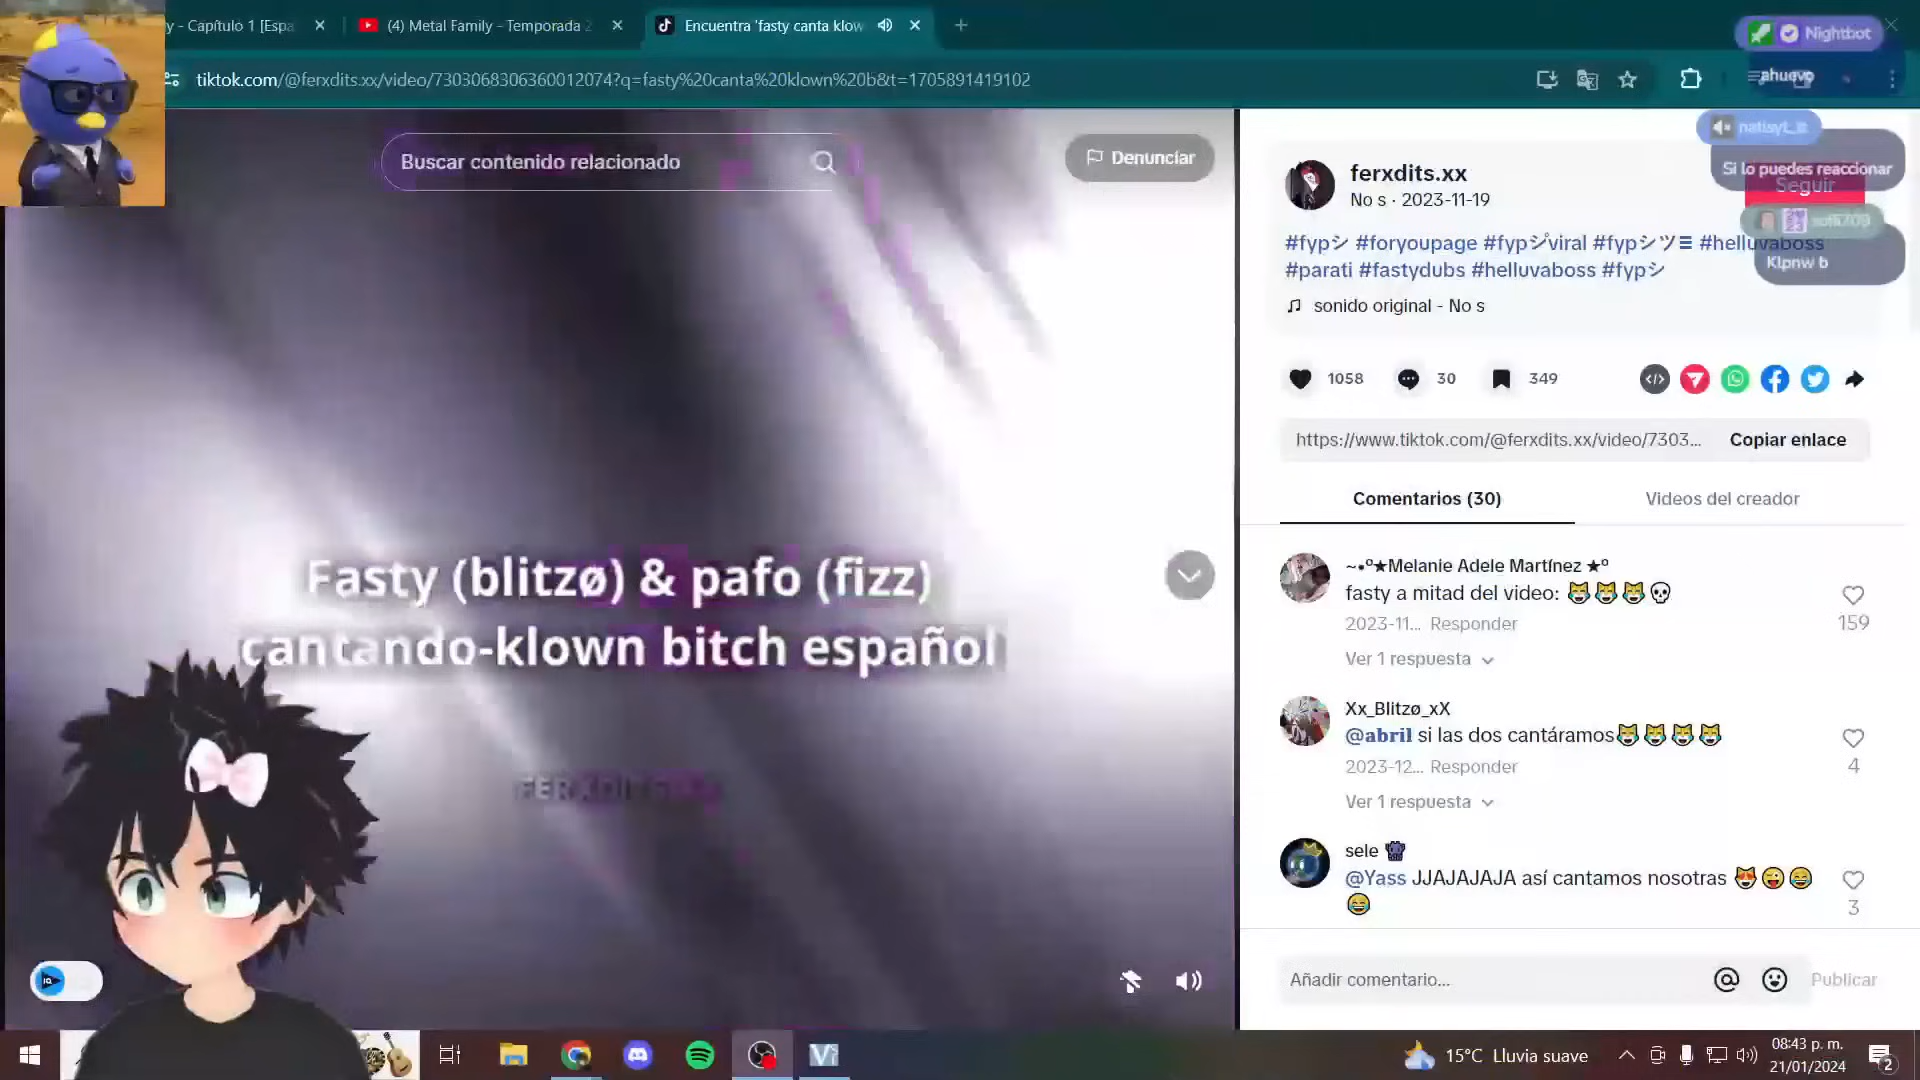 y - Capítulo 1 [Espa
(4) Metal Family - Temporada 2
Encuentra 'fasty canta klow
Nightbot
ahuevo
tiktok.com/@ferxdits.xx/video/7303068306360012074?q=fasty%20canta%20klown%20b&t=1705891419102
Buscar contenido relacionado
Denunciar
Fasty (blitzø) & pafo (fizz)
cantando-klown bitch español
ferxdits.xx
No s · 2023-11-19
Seguir
Si lo puedes reaccionar
Klpnw b
#fypシ #foryoupage #fypシ゚viral #fypシツ≡ #helluvaboss
#parati #fastydubs #helluvaboss #fypシ
sonido original - No s
1058
30
349
https://www.tiktok.com/@ferxdits.xx/video/7303...
Copiar enlace
Comentarios (30)
Videos del creador
~•°★Melanie Adele Martínez ★°
fasty a mitad del video: 😹😹😹💀
2023-11... Responder
159
Ver 1 respuesta
Xx_Blitzø_xX
@abril si las dos cantáramos😹😹😹😹
2023-12... Responder
4
Ver 1 respuesta
sele
@Yass JJAJAJAJA así cantamos nosotras 😻😜😂
😂
3
Añadir comentario...
Publicar
15°C Lluvia suave
08:43 p. m.
21/01/2024
2